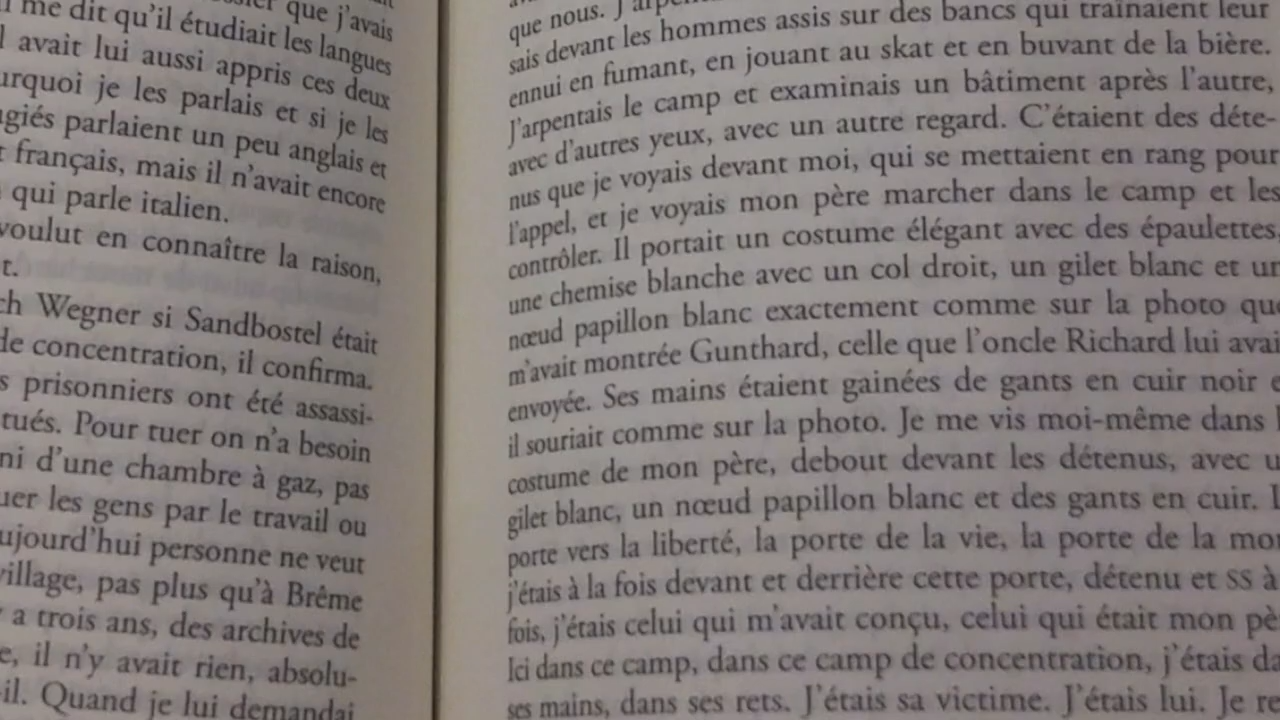 que j'avais
me dit qu'il étudiait les langues
avait lui aussi appris ces deux
je les parlais et si je les
parlaient un peu anglais et
français, mais il n'avait encore
qui parle italien.
voulut en connaître la raison,
Wegner si Sandbostel était
de concentration, il confirma.
prisonniers ont été assassi-
tués. Pour tuer on n'a besoin
ni d'une chambre à gaz, pas
les gens par le travail ou
ujourd'hui personne ne veut
village, pas plus qu'à Brême
a trois ans, des archives de
il n'y avait rien, absolu-
-il. Quand je lui demandai
que nous.
sais devant les hommes assis sur des bancs qui traînaient leur
ennui en fumant, en jouant au skat et en buvant de la bière.
J'arpentais le camp et examinais un bâtiment après l'autre,
avec d'autres yeux, avec un autre regard. C'étaient des déte-
nus que je voyais devant moi, qui se mettaient en rang pour
l'appel, et je voyais mon père marcher dans le camp et les
contrôler. Il portait un costume élégant avec des épaulettes,
une chemise blanche avec un col droit, un gilet blanc et un
nœud papillon blanc exactement comme sur la photo que
m'avait montrée Gunthard, celle que l'oncle Richard lui avai
envoyée. Ses mains étaient gainées de gants en cuir noir e
il souriait comme sur la photo. Je me vis moi-même dans l
costume de mon père, debout devant les détenus, avec u
gilet blanc, un nœud papillon blanc et des gants en cuir.
porte vers la liberté, la porte de la vie, la porte de la mor
j'étais à la fois devant et derrière cette porte, détenu et SS à
fois, j'étais celui qui m'avait conçu, celui qui était mon pè
Ici dans ce camp, dans ce camp de concentration, j'étais da
ses mains, dans ses rets. J'étais sa victime. J'étais lui. Je re